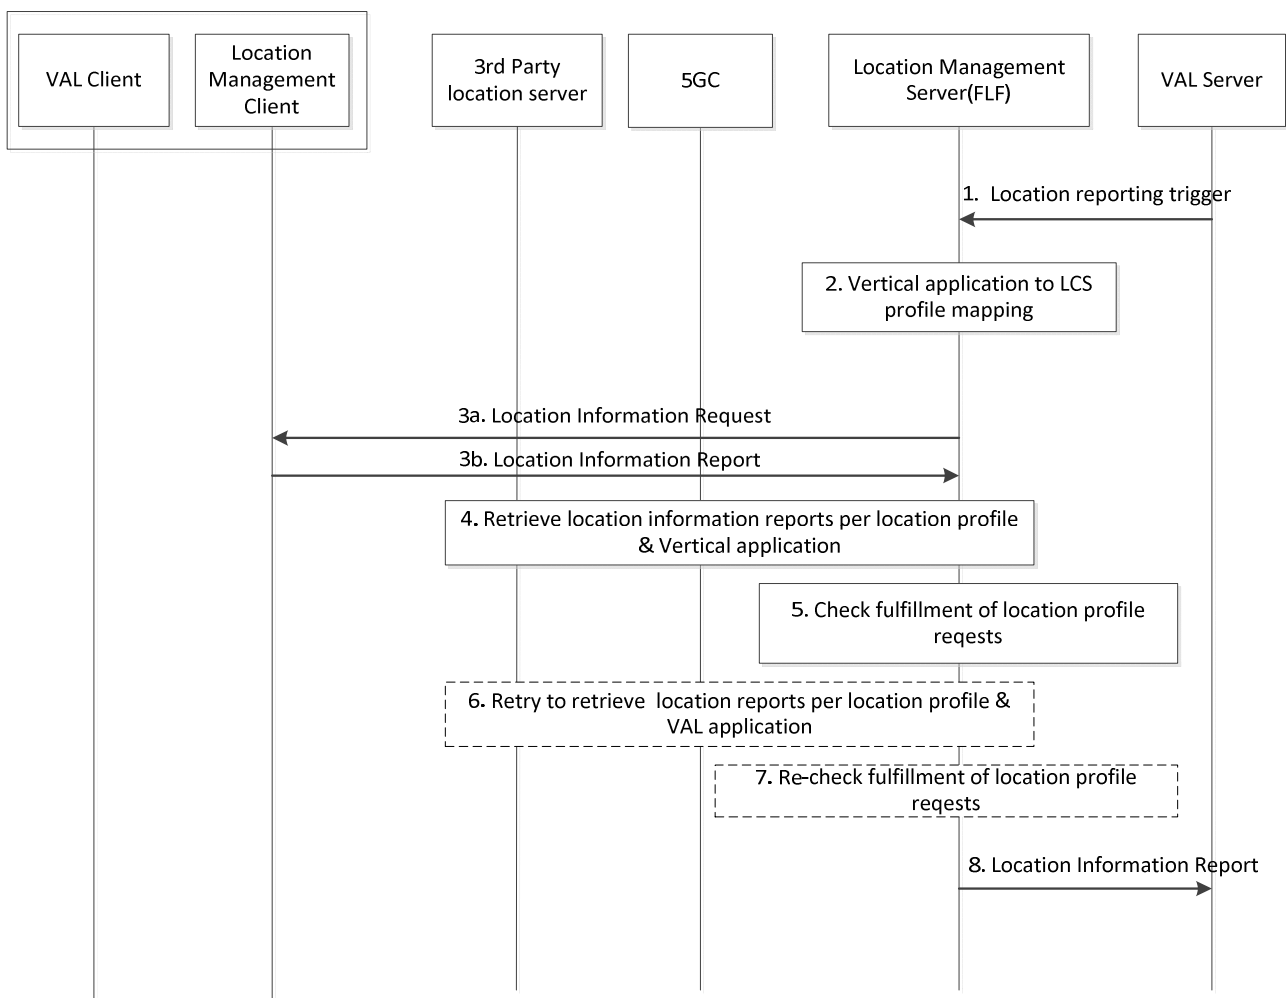 VAL Client
Location
Management
Client
3rd Party
location server
5GC
Location Management
Server(FLF)
VAL Server
1. Location reporting trigger
2. Vertical application to LCS
profile mapping
3a. Location Information Request
3b. Location Information Report
4. Retrieve location information reports per location profile
& Vertical application
5. Check fulfillment of location profile
reqests
6. Retry to retrieve location reports per location profile &
VAL application
7. Re-check fulfillment of location profile
reqests
8. Location Information Report